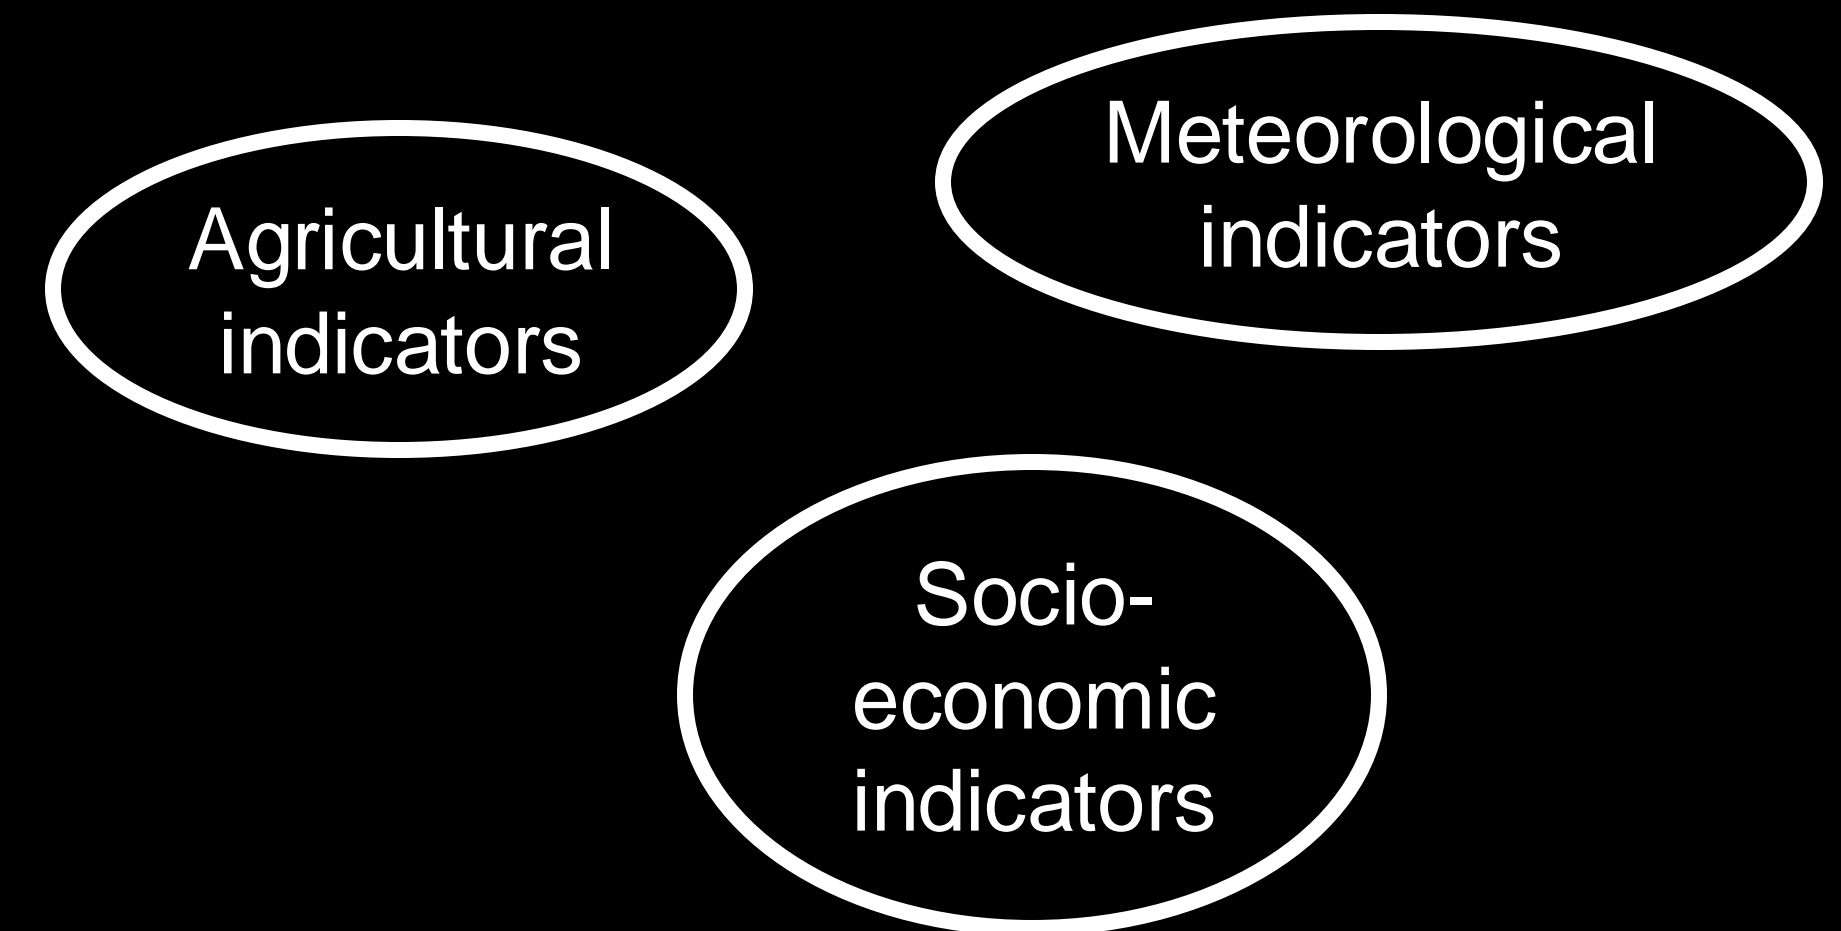 Agricultural
indicators
Meteorological
indicators
Socio-
economic
indicators